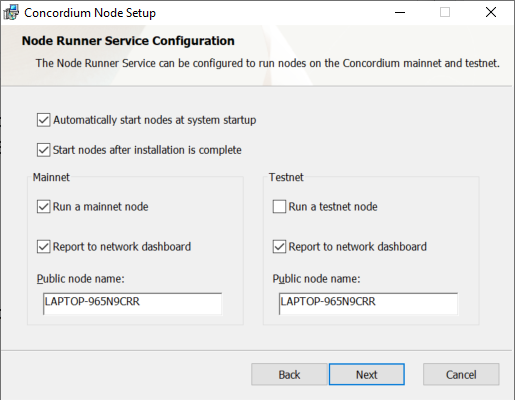 Concordium Node Setup
Node Runner Service Configuration
The Node Runner Service can be configured to run nodes on the Concordium mainnet and testnet.
Automatically start nodes at system startup
Start nodes after installation is complete
Mainnet
Run a mainnet node
Report to network dashboard
Public node name:
LAPTOP-965N9CRR
Testnet
Run a testnet node
Report to network dashboard
Public node name:
LAPTOP-965N9CRR
Back
Next
Cancel